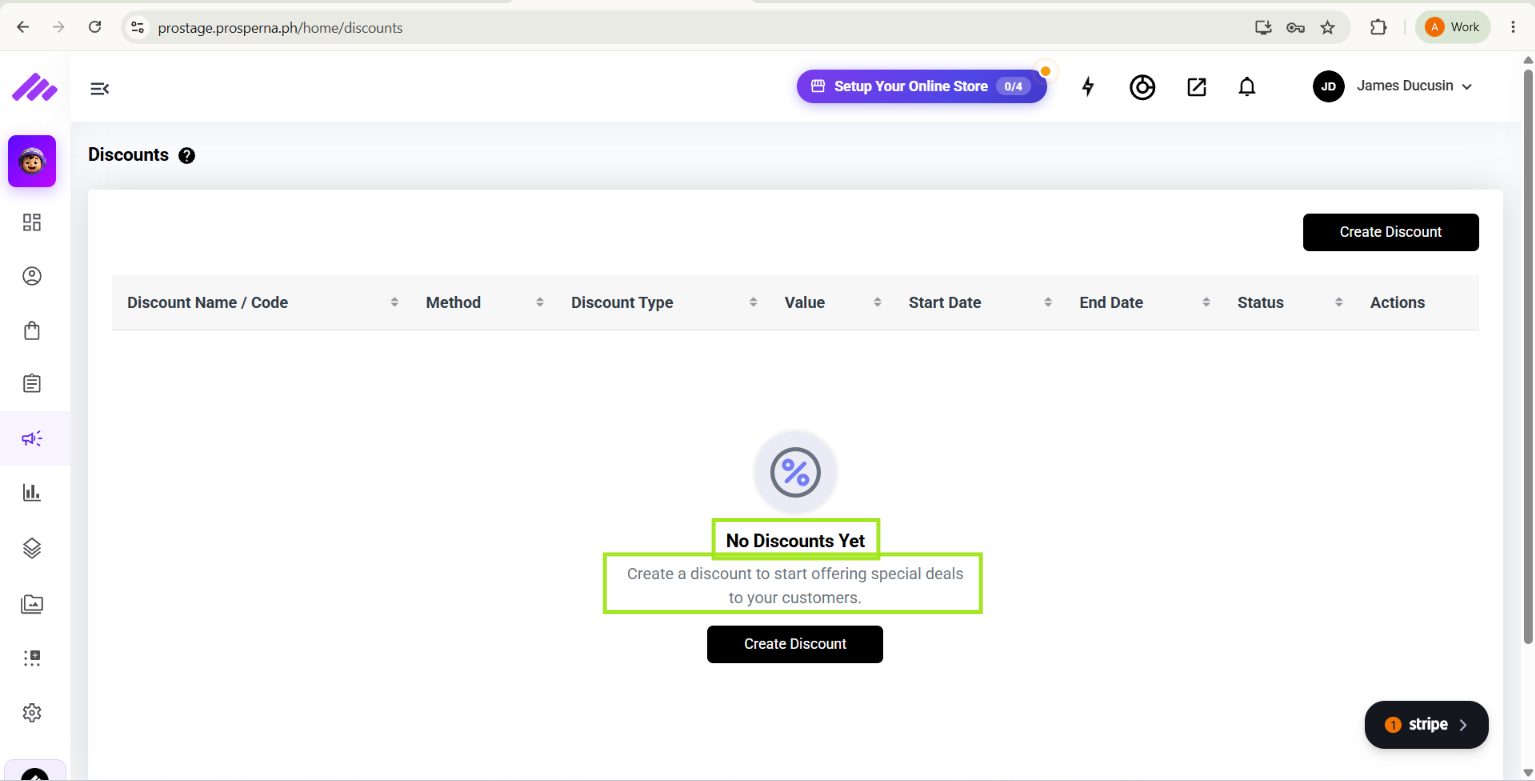 prostage.prosperna.ph/home/discounts
A Work
Setup Your Online Store 0/4
JD James Ducusin
Discounts ?
Create Discount
Discount Name / Code Method Discount Type Value Start Date End Date Status Actions
%
No Discounts Yet
Create a discount to start offering special deals
to your customers.
Create Discount
1 stripe